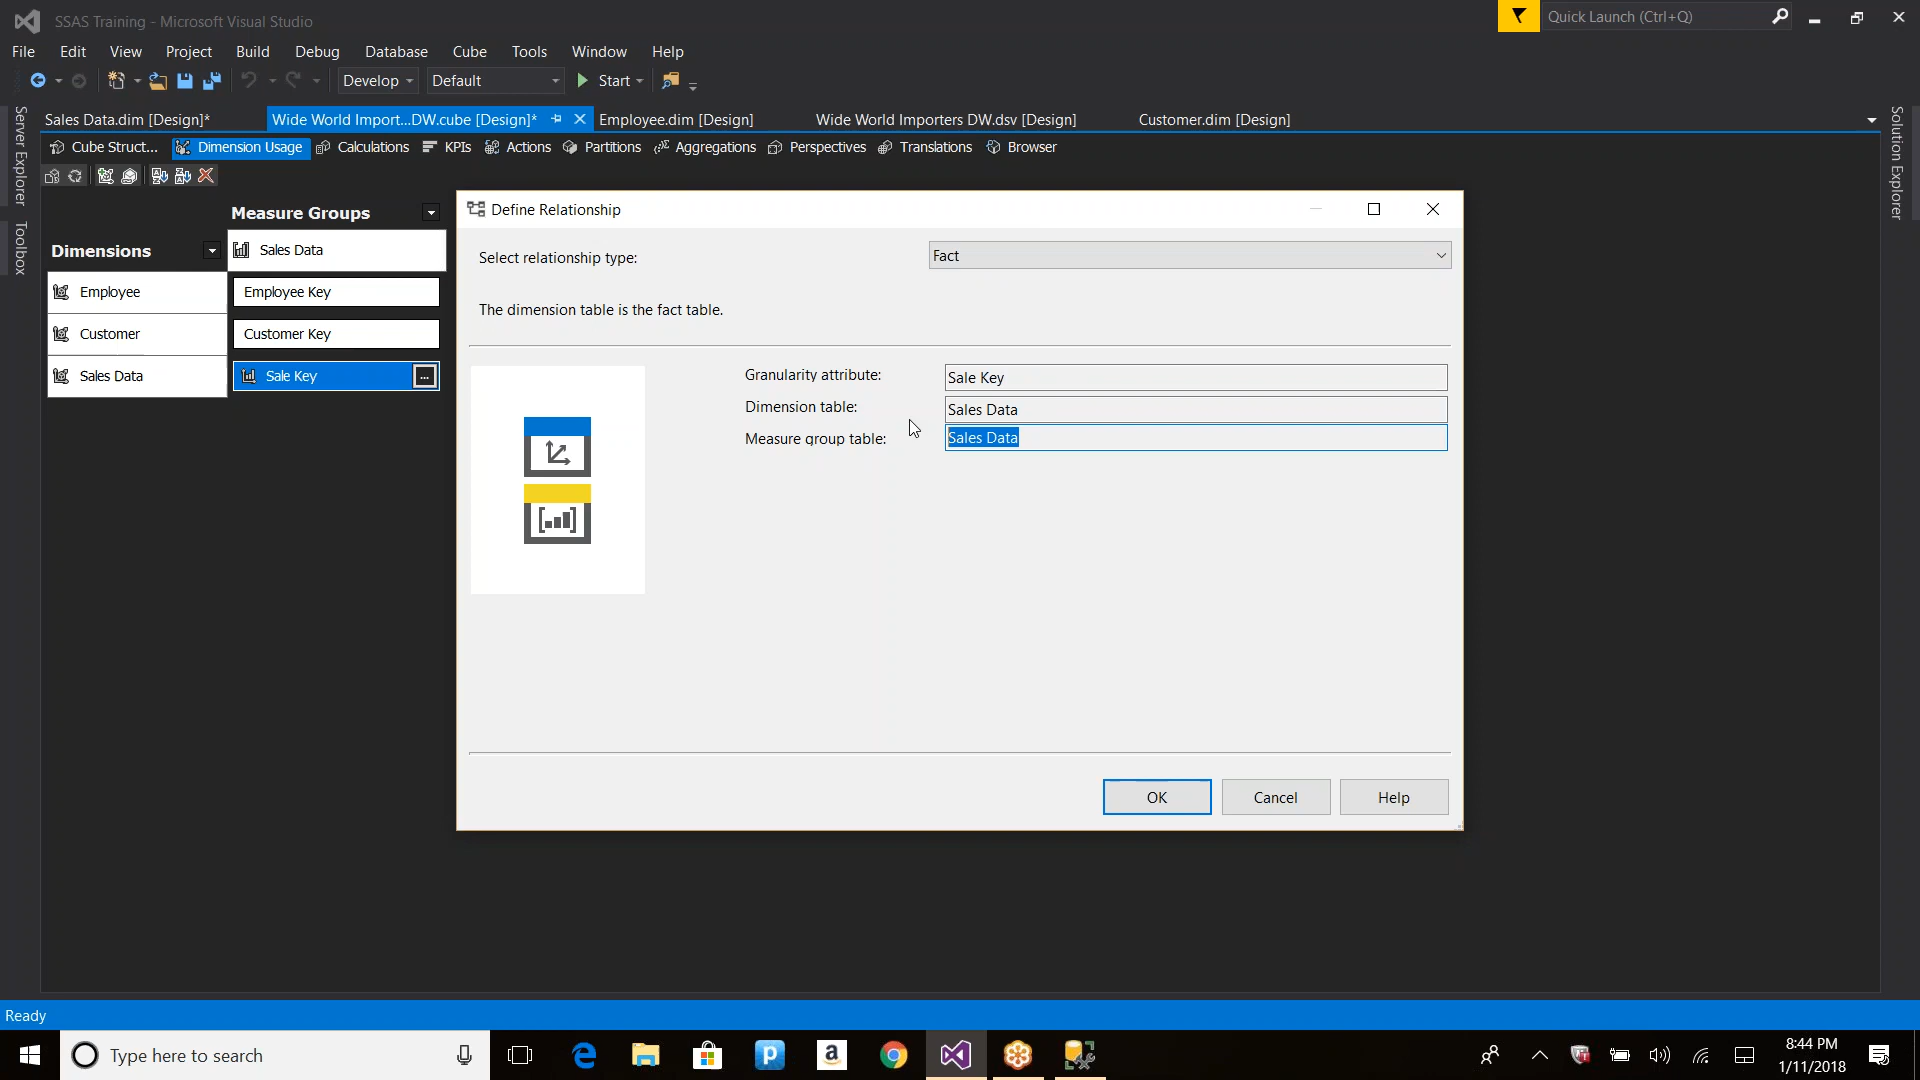 SSAS Training - Microsoft Visual Studio
Quick Launch (Ctrl+Q)
File Edit View Project Build Debug Database Cube Tools Window Help
Develop Default Start
Server Explorer
Toolbox
Solution Explorer
Sales Data.dim [Design]* Wide World Import...DW.cube [Design]* Employee.dim [Design] Wide World Importers DW.dsv [Design] Customer.dim [Design]
Cube Struct... Dimension Usage Calculations KPIs Actions Partitions Aggregations Perspectives Translations Browser
Measure Groups
Dimensions
Sales Data
Employee Employee Key
Customer Customer Key
Sales Data Sale Key ...
Define Relationship
Select relationship type: Fact
The dimension table is the fact table.
Granularity attribute: Sale Key
Dimension table: Sales Data
Measure group table: Sales Data
OK Cancel Help
Ready
Type here to search
8:44 PM
1/11/2018